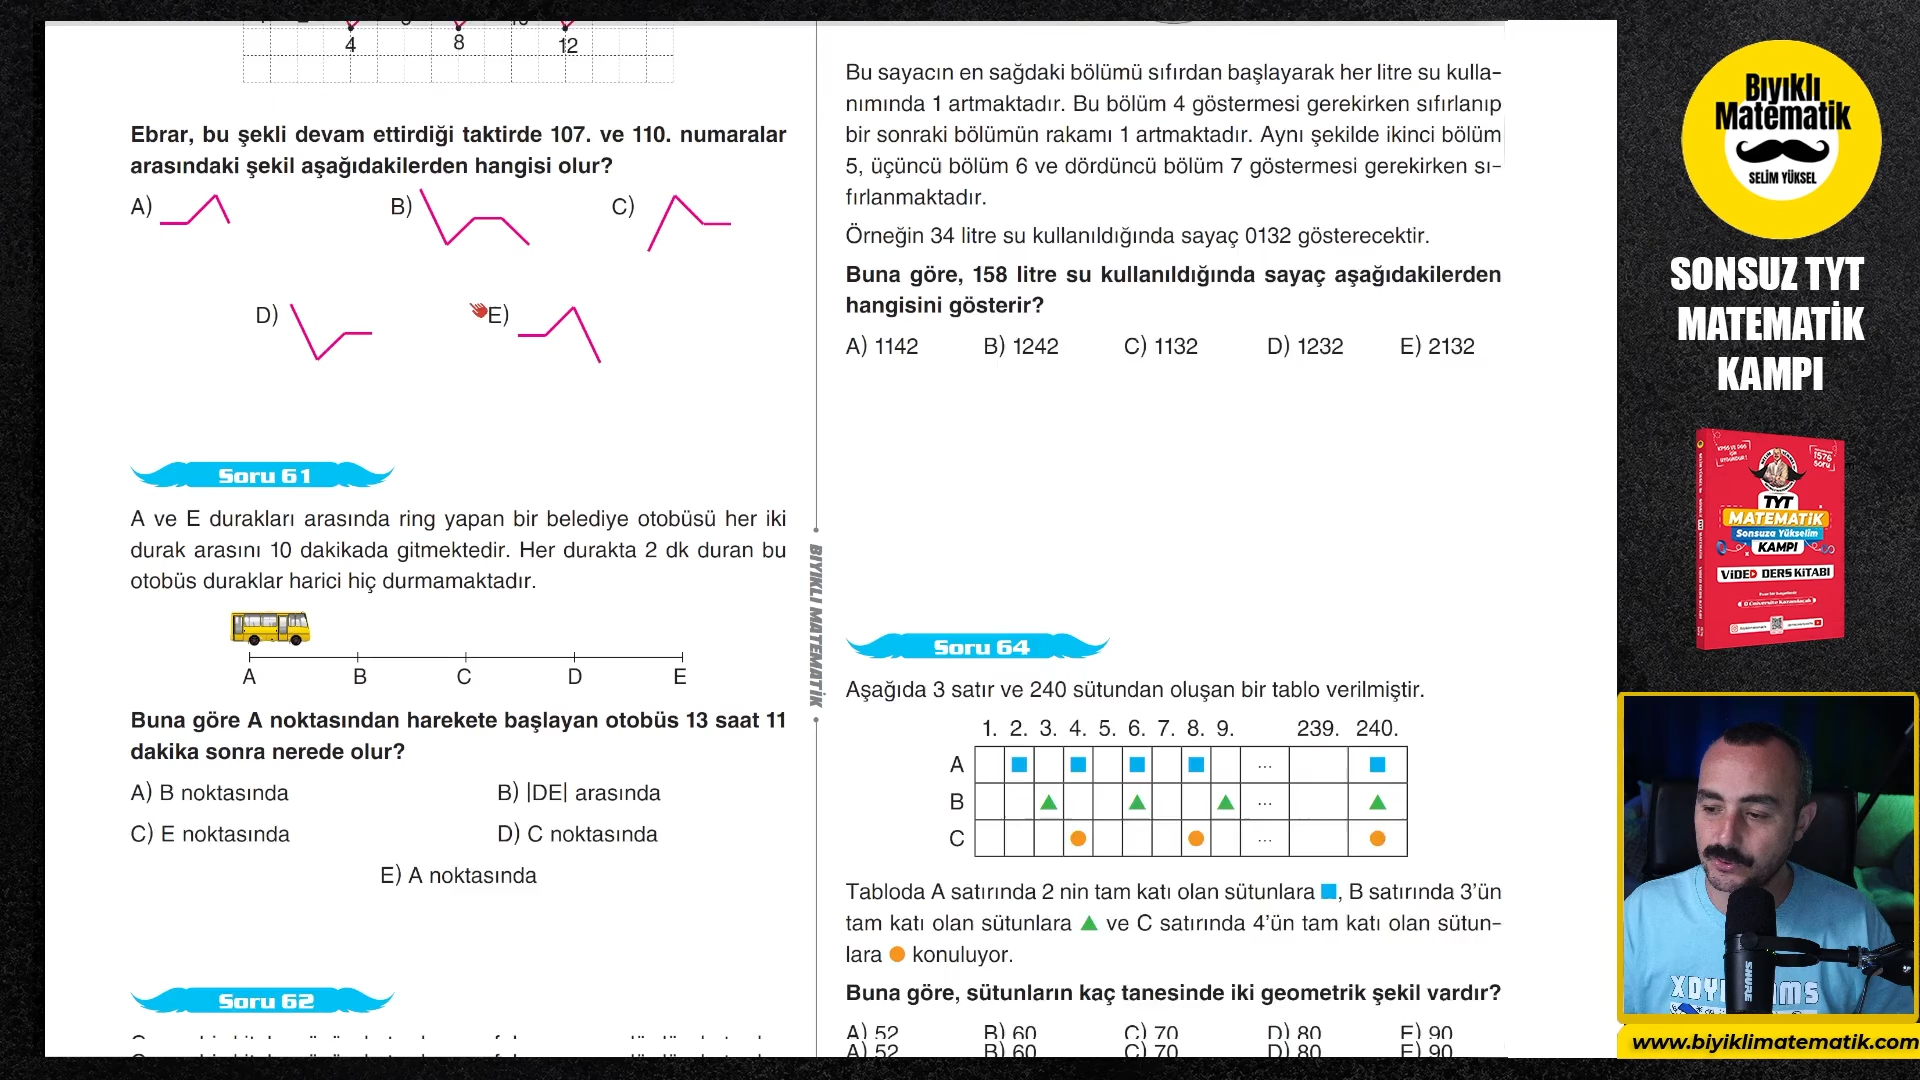 4 8 12
Ebrar, bu şekli devam ettirdiği taktirde 107. ve 110. numaralar
arasındaki şekil aşağıdakilerden hangisi olur?
A) B) C)
D) E)
Soru 61
A ve E durakları arasında ring yapan bir belediye otobüsü her iki
durak arasını 10 dakikada gitmektedir. Her durakta 2 dk duran bu
otobüs duraklar harici hiç durmamaktadır.
A B C D E
Buna göre A noktasından harekete başlayan otobüs 13 saat 11
dakika sonra nerede olur?
A) B noktasında B) |DE| arasında
C) E noktasında D) C noktasında
E) A noktasında
Soru 62
BIYIKLI MATEMATİK
Bu sayacın en sağdaki bölümü sıfırdan başlayarak her litre su kulla-
nımında 1 artmaktadır. Bu bölüm 4 göstermesi gerekirken sıfırlanıp
bir sonraki bölümün rakamı 1 artmaktadır. Aynı şekilde ikinci bölüm
5, üçüncü bölüm 6 ve dördüncü bölüm 7 göstermesi gerekirken sı-
fırlanmaktadır.
Örneğin 34 litre su kullanıldığında sayaç 0132 gösterecektir.
Buna göre, 158 litre su kullanıldığında sayaç aşağıdakilerden
hangisini gösterir?
A) 1142 B) 1242 C) 1132 D) 1232 E) 2132
Soru 64
Aşağıda 3 satır ve 240 sütundan oluşan bir tablo verilmiştir.
1. 2. 3. 4. 5. 6. 7. 8. 9. 239. 240.
A ...
B ...
C ...
Tabloda A satırında 2 nin tam katı olan sütunlara , B satırında 3'ün
tam katı olan sütunlara ve C satırında 4'ün tam katı olan sütun-
lara konuluyor.
Buna göre, sütunların kaç tanesinde iki geometrik şekil vardır?
A) 52 B) 60 C) 70 D) 80 E) 90
A) 52 B) 60 C) 70 D) 80 E) 90
Bıyıklı
Matematik
SELİM YÜKSEL
SONSUZ TYT
MATEMATİK
KAMPI
1576
Soru
TYT
MATEMATİK
Sonsuza Yükselim
KAMPI
VİDEO DERS KİTABI
SHURE
www.biyiklimatematik.com